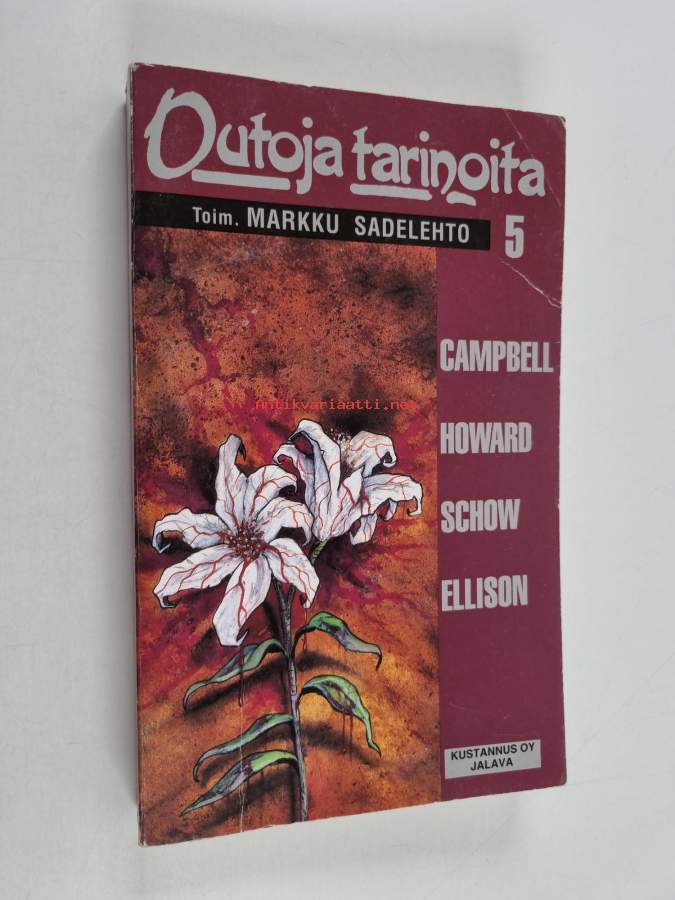 Outoja tarinoita
Toim. MARKKU SADELEHTO
5
CAMPBELL
HOWARD
SCHOW
ELLISON
Antikvariaatti.net
KUSTANNUS OY
JALAVA